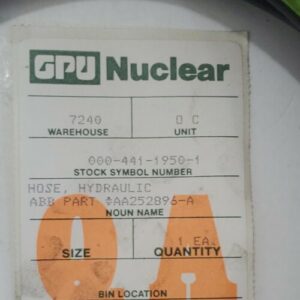 GPU Nuclear
7240 O C
WAREHOUSE UNIT
000-441-1950-1
STOCK SYMBOL NUMBER
HOSE, HYDRAULIC
ABB PART #AA252896-A
NOUN NAME
1 EA.
SIZE QUANTITY
QA
BIN LOCATION